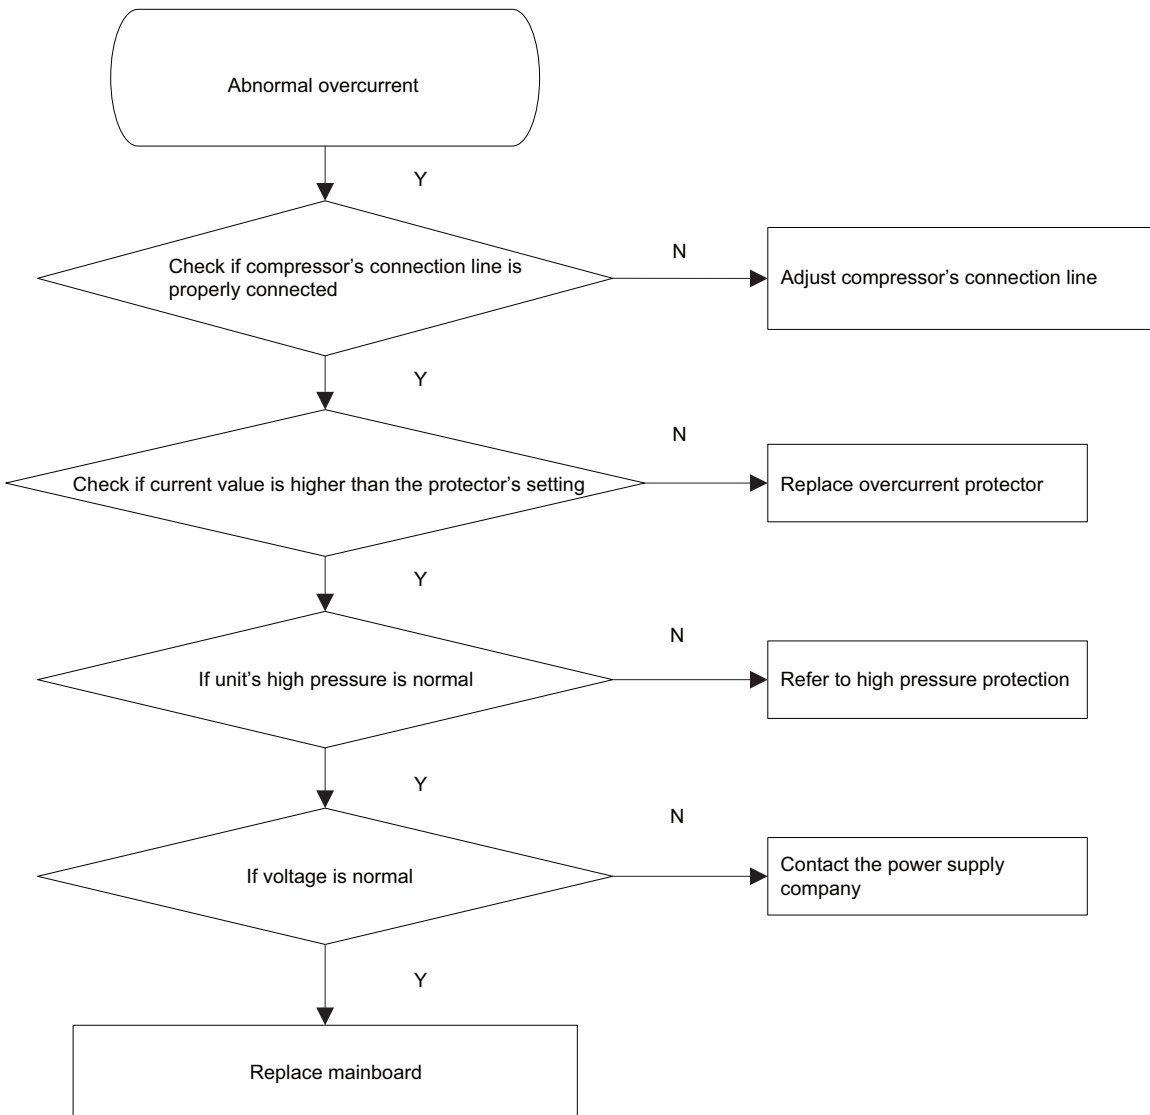 Abnormal overcurrent
Y
Check if compressor’s connection line is
properly connected
N
Adjust compressor’s connection line
Y
Check if current value is higher than the protector’s setting
N
Replace overcurrent protector
Y
If unit’s high pressure is normal
N
Refer to high pressure protection
Y
If voltage is normal
N
Contact the power supply
company
Y
Replace mainboard